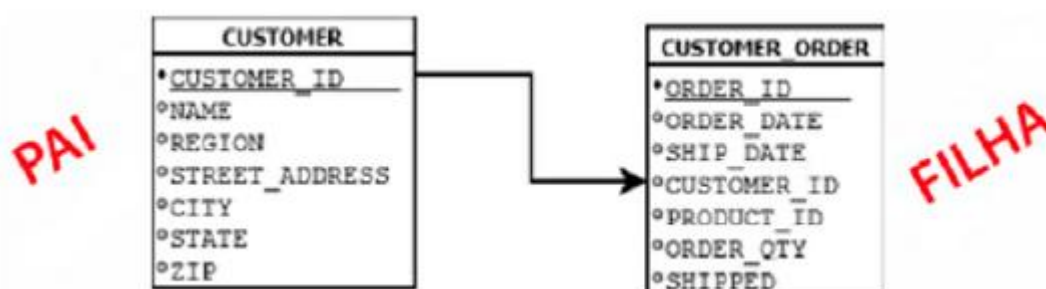 PAI
CUSTOMER
CUSTOMER_ID
NAME
REGION
STREET_ADDRESS
CITY
STATE
ZIP
CUSTOMER_ORDER
ORDER_ID
ORDER_DATE
SHIP_DATE
CUSTOMER_ID
PRODUCT_ID
ORDER_QTY
SHIPPED
FILHA